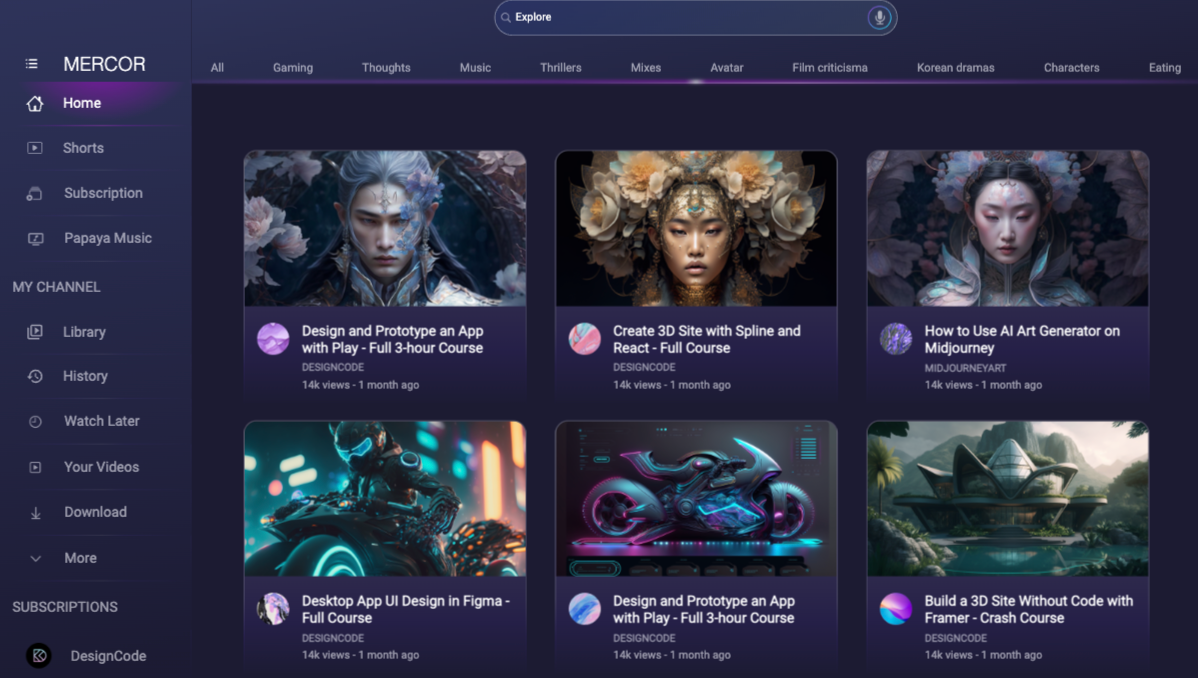 Explore
MERCOR
Home
Shorts
Subscription
Papaya Music
MY CHANNEL
Library
History
Watch Later
Your Videos
Download
More
SUBSCRIPTIONS
DesignCode
All Gaming Thoughts Music Thrillers Mixes Avatar Film criticisma Korean dramas Characters Eating
Design and Prototype an App
with Play - Full 3-hour Course
DESIGNCODE
14k views - 1 month ago
Create 3D Site with Spline and
React - Full Course
DESIGNCODE
14k views - 1 month ago
How to Use AI Art Generator on
Midjourney
MIDJOURNEYART
14k views - 1 month ago
Desktop App UI Design in Figma -
Full Course
DESIGNCODE
14k views - 1 month ago
Design and Prototype an App
with Play - Full 3-hour Course
DESIGNCODE
14k views - 1 month ago
Build a 3D Site Without Code with
Framer - Crash Course
DESIGNCODE
14k views - 1 month ago